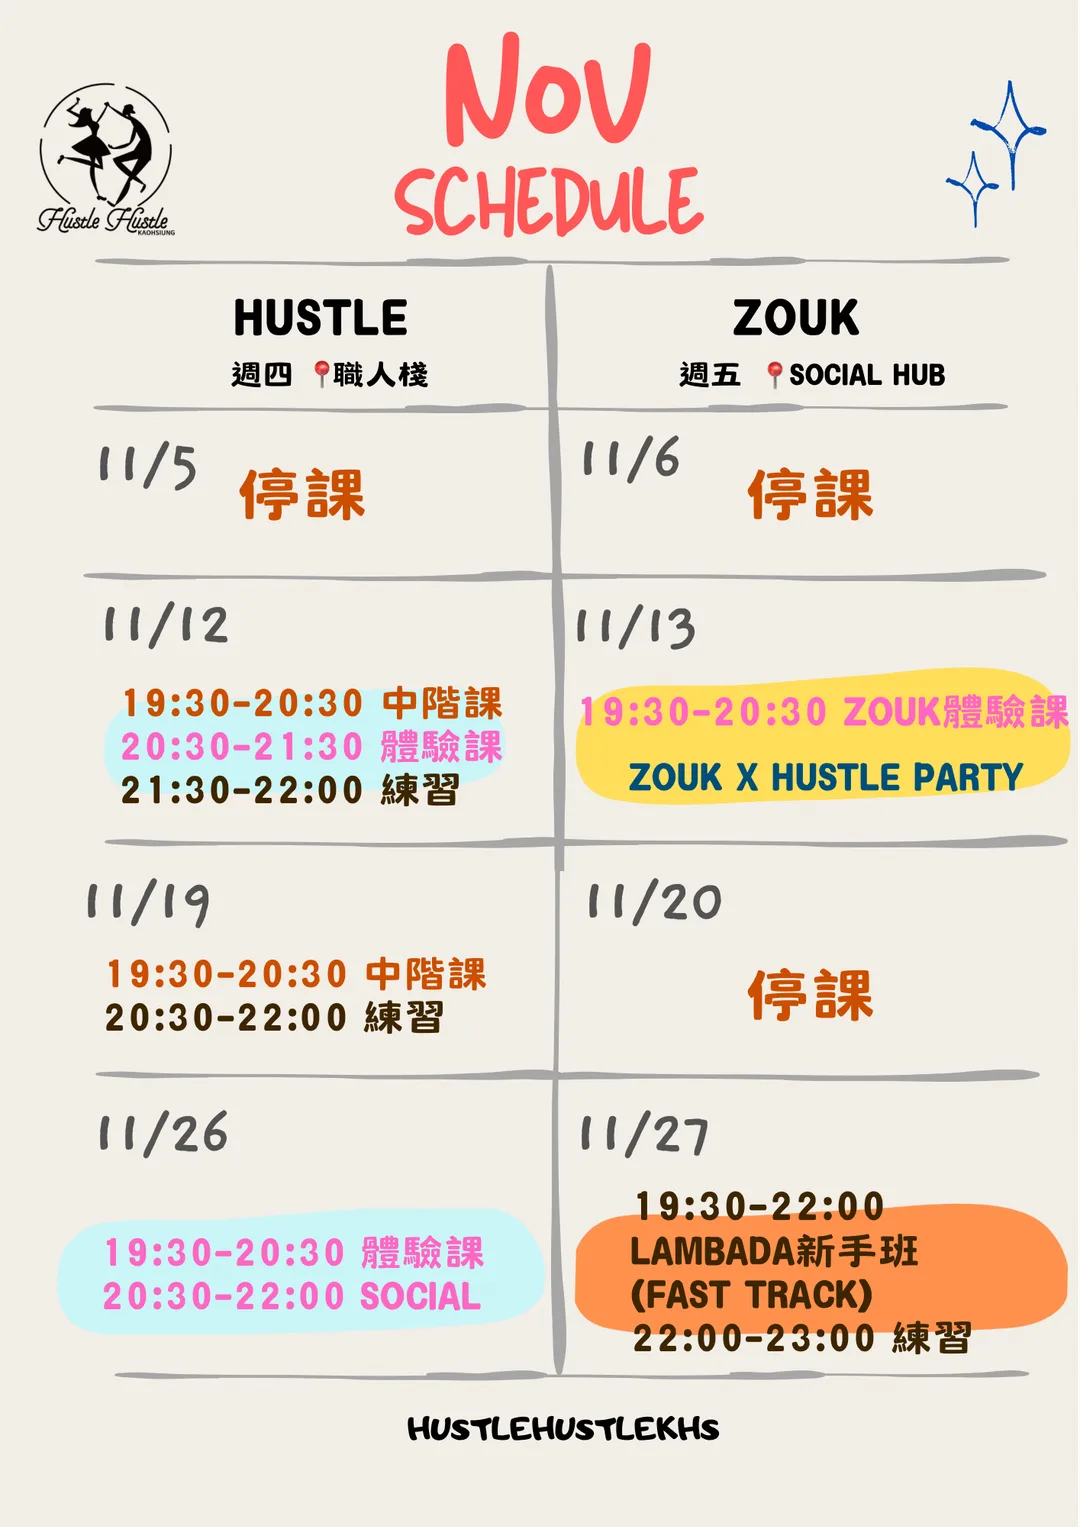 NOV
SCHEDULE
Hustle Hustle
KAOHSIUNG
HUSTLE
週四 📍職人棧
ZOUK
週五 📍SOCIAL HUB
11/5
停課
11/6
停課
11/12
19:30-20:30 中階課
20:30-21:30 體驗課
21:30-22:00 練習
11/13
19:30-20:30 ZOUK體驗課
ZOUK X HUSTLE PARTY
11/19
19:30-20:30 中階課
20:30-22:00 練習
11/20
停課
11/26
19:30-20:30 體驗課
20:30-22:00 SOCIAL
11/27
19:30-22:00
LAMBADA新手班
(FAST TRACK)
22:00-23:00 練習
HUSTLEHUSTLEKHS